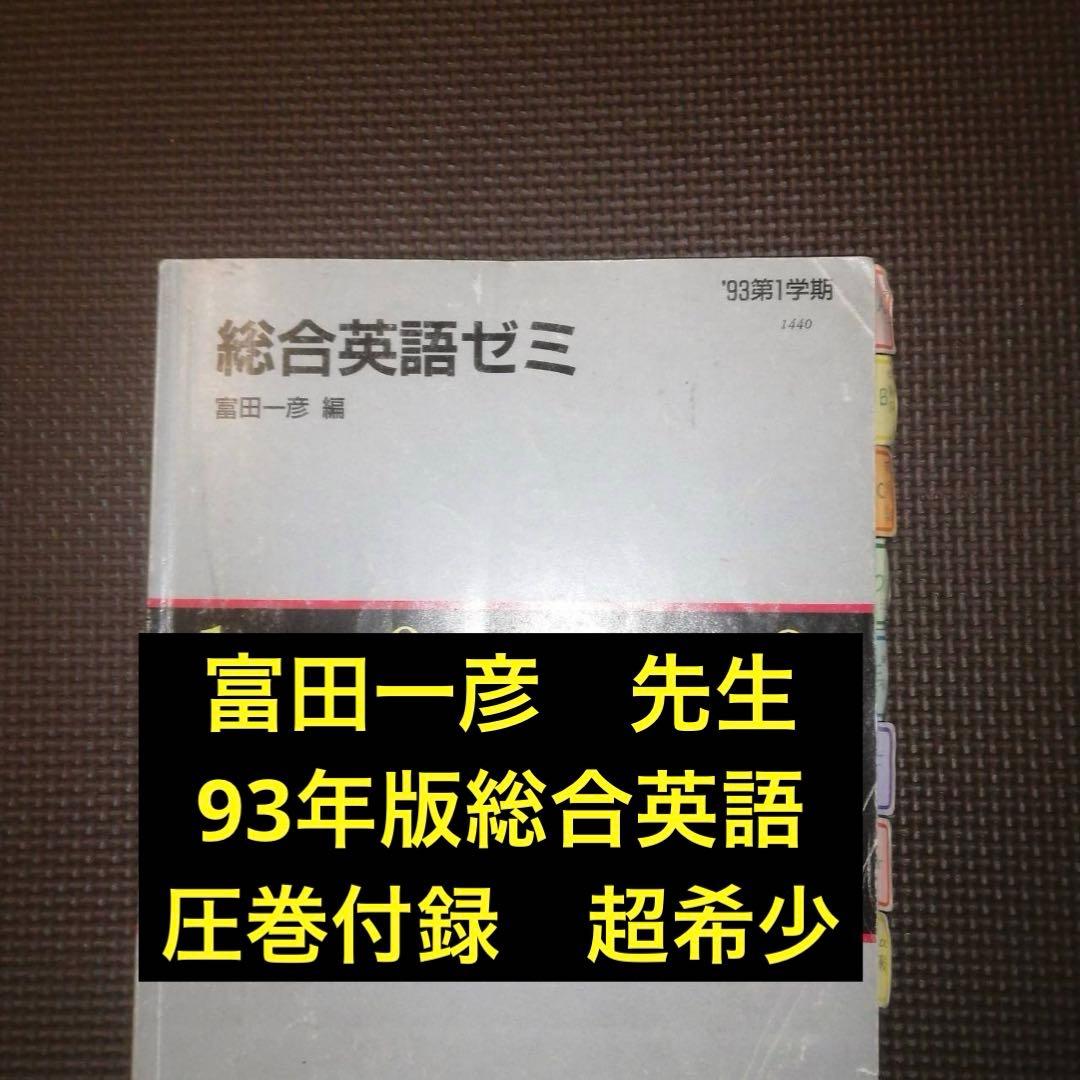 '93第1学期
1440
総合英語ゼミ
富田一彦 編
富田一彦 先生
93年版総合英語
圧巻付録 超希少
B
C